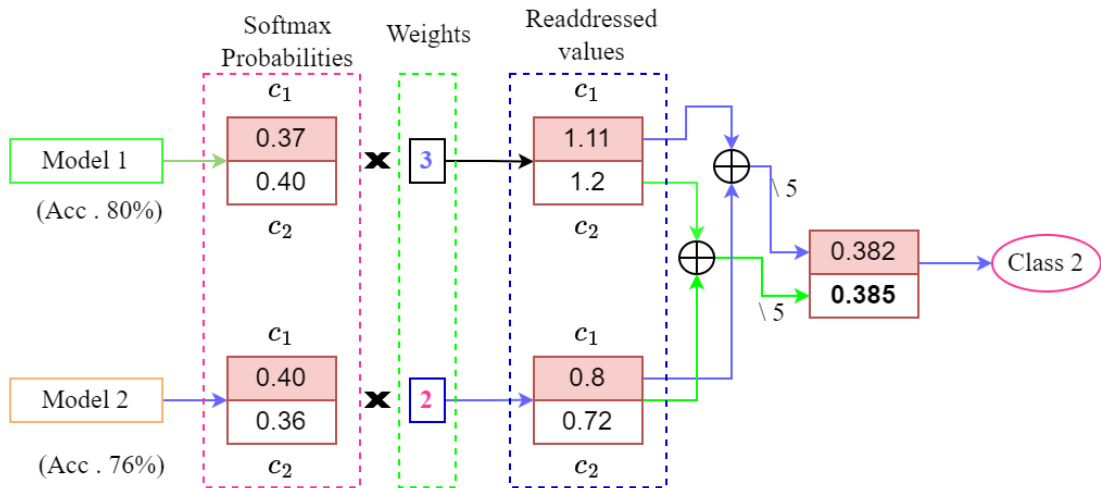 Softmax
Probabilities
Weights
Readdressed
values
c1
c1
Model 1
0.37
0.40
3
1.11
1.2
(Acc . 80%)
c2
c2
\ 5
0.382
0.385
Class 2
\ 5
c1
c1
Model 2
0.40
0.36
2
0.8
0.72
(Acc . 76%)
c2
c2